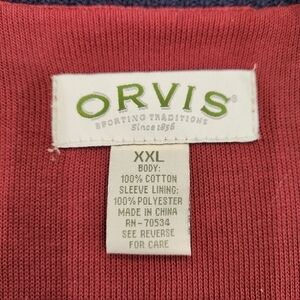 ORVIS®
SPORTING TRADITIONS
Since 1856
XXL
BODY:
100% COTTON
SLEEVE LINING:
100% POLYESTER
MADE IN CHINA
RN-70534
SEE REVERSE
FOR CARE